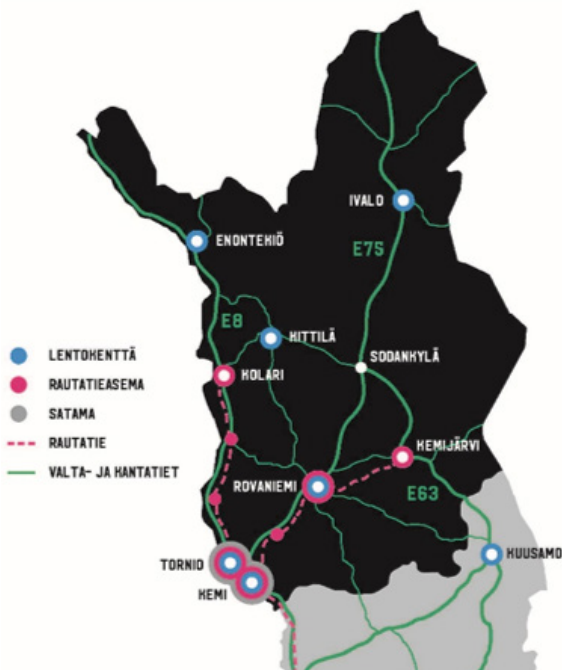 IVALO
ENONTEKIÖ
E75
E8
KITTILÄ
SODANKYLÄ
KOLARI
KEMIJÄRVI
ROVANIEMI
E63
KUUSAMO
TORNIO
KEMI
LENTOKENTTÄ
RAUTATIEASEMA
SATAMA
RAUTATIE
VALTA- JA KANTATIET